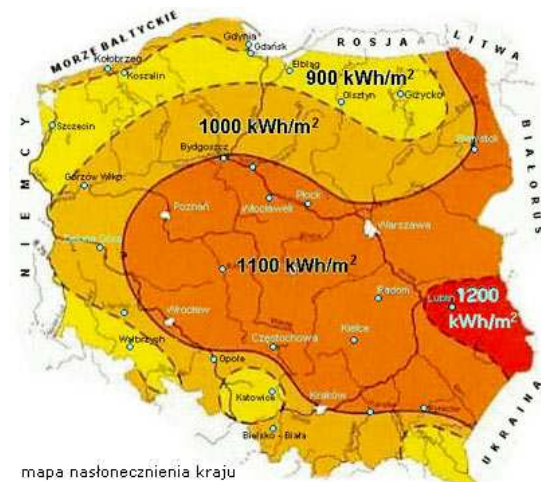 MORZE BAŁTYCKIE
ROSJA
LITWA
Gdynia
Gdańsk
Kołobrzeg
Koszalin
Elbląg
900 kWh/m²
Olsztyn
Giżycko
Szczecin
1000 kWh/m²
Białystok
BIAŁORUS
Bydgoszcz
Gorzów Wlkp.
NIEMCY
Poznań
Włocławek
Płock
Warszawa
Zielona Góra
1100 kWh/m²
1200
kWh/m²
Lublin
Radom
Wrocław
Wałbrzych
Częstochowa
Kielce
Opole
Katowice
Kraków
Bielsko - Biała
UKRAINA
mapa nasłonecznienia kraju